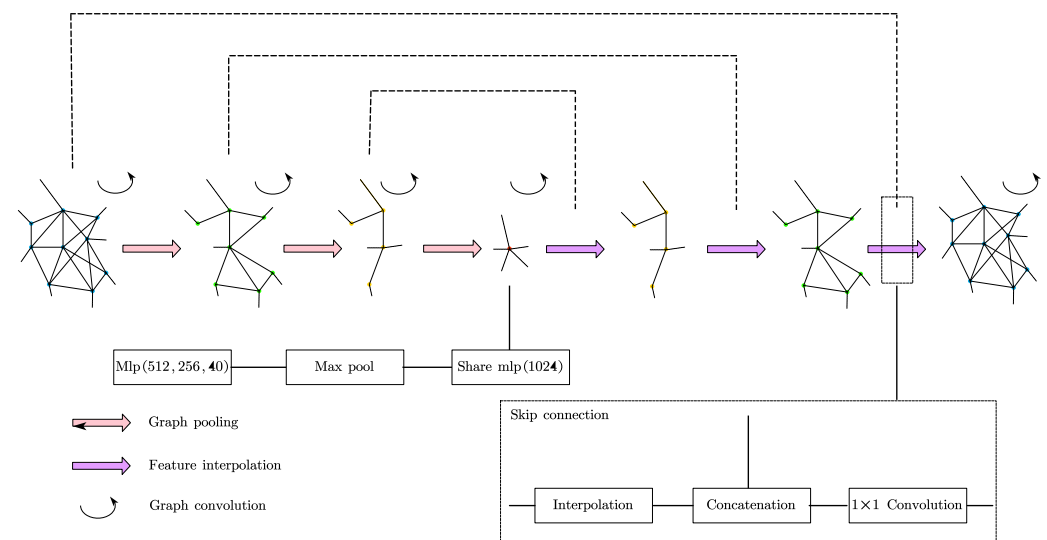 Mlp(512, 256, 40)
Max pool
Share mlp(1024)
Graph pooling
Feature interpolation
Graph convolution
Skip connection
Interpolation
Concatenation
1×1 Convolution